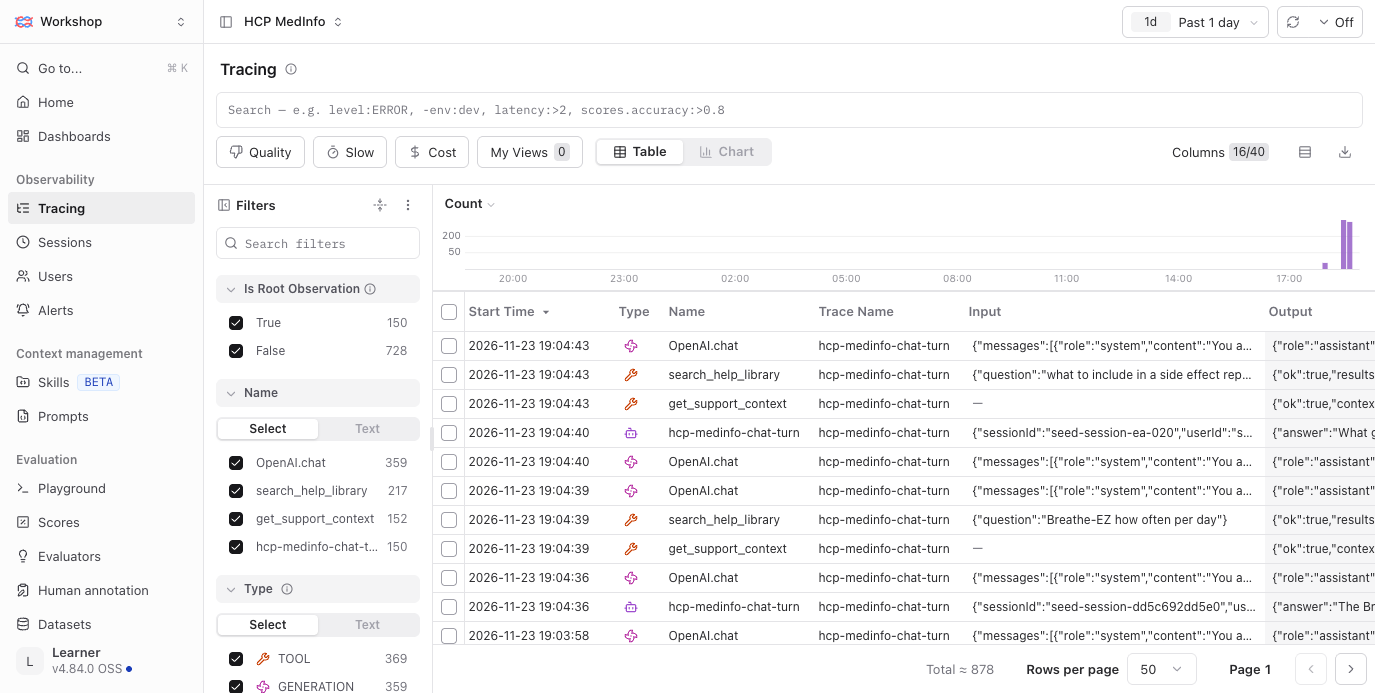 Workshop
HCP MedInfo
1d Past 1 day
Off
Go to... ⌘ K
Home
Dashboards
Observability
Tracing
Sessions
Users
Alerts
Context management
Skills BETA
Prompts
Evaluation
Playground
Scores
Evaluators
Human annotation
Datasets
L Learner
v4.84.0 OSS
Tracing
Search — e.g. level:ERROR, -env:dev, latency:>2, scores.accuracy:>0.8
Quality Slow Cost My Views 0 Table Chart Columns 16/40
Filters
Search filters
Is Root Observation
True 150
False 728
Name
Select Text
OpenAI.chat 359
search_help_library 217
get_support_context 152
hcp-medinfo-chat-t... 150
Type
Select Text
TOOL 369
GENERATION 359
Count
200
50
20:00 23:00 02:00 05:00 08:00 11:00 14:00 17:00
Start Time Type Name Trace Name Input Output
2026-11-23 19:04:43 OpenAI.chat hcp-medinfo-chat-turn {"messages":[{"role":"system","content":"You a... {"role":"assistant"
2026-11-23 19:04:43 search_help_library hcp-medinfo-chat-turn {"question":"what to include in a side effect rep... {"ok":true,"results
2026-11-23 19:04:43 get_support_context hcp-medinfo-chat-turn — {"ok":true,"contex
2026-11-23 19:04:40 hcp-medinfo-chat-turn hcp-medinfo-chat-turn {"sessionId":"seed-session-ea-020","userId":"s... {"answer":"What g
2026-11-23 19:04:40 OpenAI.chat hcp-medinfo-chat-turn {"messages":[{"role":"system","content":"You a... {"role":"assistant"
2026-11-23 19:04:39 OpenAI.chat hcp-medinfo-chat-turn {"messages":[{"role":"system","content":"You a... {"role":"assistant"
2026-11-23 19:04:39 search_help_library hcp-medinfo-chat-turn {"question":"Breathe-EZ how often per day"} {"ok":true,"results
2026-11-23 19:04:39 get_support_context hcp-medinfo-chat-turn — {"ok":true,"contex
2026-11-23 19:04:36 OpenAI.chat hcp-medinfo-chat-turn {"messages":[{"role":"system","content":"You a... {"role":"assistant"
2026-11-23 19:04:36 hcp-medinfo-chat-turn hcp-medinfo-chat-turn {"sessionId":"seed-session-dd5c692dd5e0","us... {"answer":"The Br
2026-11-23 19:03:58 OpenAI.chat hcp-medinfo-chat-turn {"messages":[{"role":"system","content":"You a... {"role":"assistant"
Total ≈ 878 Rows per page 50 Page 1